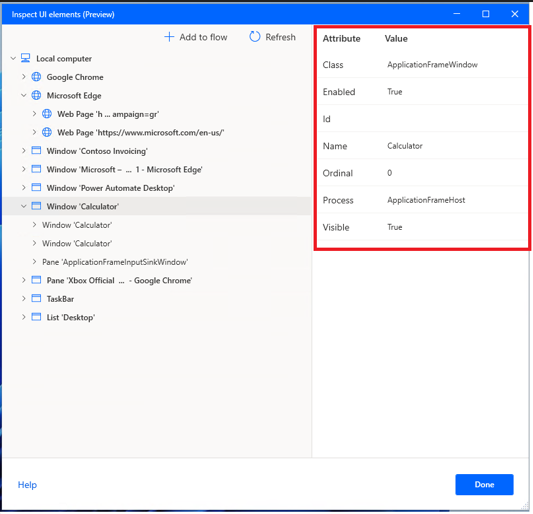 Inspect UI elements (Preview)
Add to flow
Refresh
Local computer
Google Chrome
Microsoft Edge
Web Page 'h ... ampaign=gr'
Web Page 'https://www.microsoft.com/en-us/'
Window 'Contoso Invoicing'
Window 'Microsoft – ... 1 - Microsoft Edge'
Window 'Power Automate Desktop'
Window 'Calculator'
Window 'Calculator'
Window 'Calculator'
Pane 'ApplicationFrameInputSinkWindow'
Pane 'Xbox Official ... - Google Chrome'
TaskBar
List 'Desktop'
Attribute Value
Class ApplicationFrameWindow
Enabled True
Id
Name Calculator
Ordinal 0
Process ApplicationFrameHost
Visible True
Help
Done